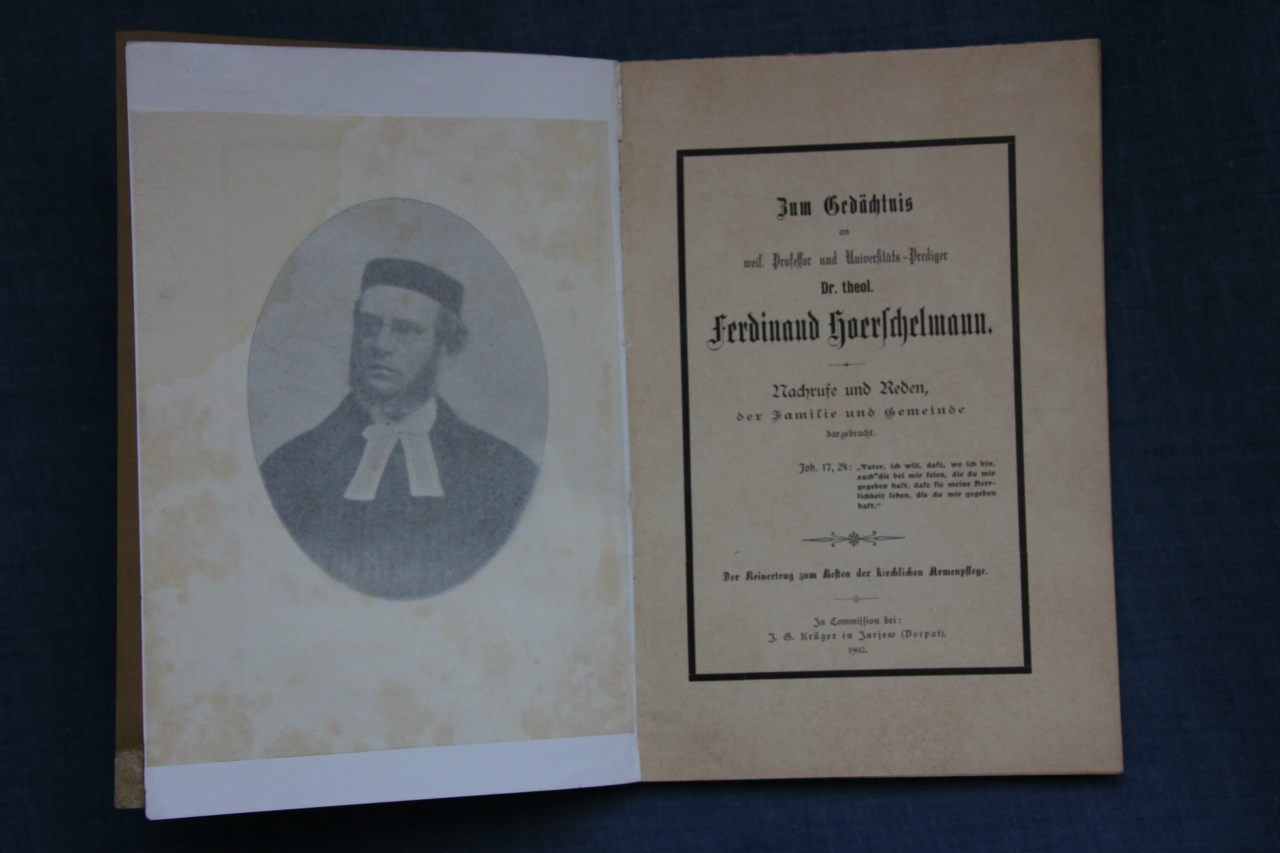 Zum Gedächtnis
an
weil. Professor und Universitäts-Prediger
Dr. theol.
Ferdinand Hoerschelmann.
Nachrufe und Reden,
der Familie und Gemeinde
dargebracht.
Joh. 17, 24: „Vater, ich will, daſz, wo ich bin,
auch die bei mir ſeien, die du mir
gegeben haſt, daſz ſie meine Herr-
lichkeit ſehen, die du mir gegeben
haſt."
Der Reinertrag zum Beſten der kirchlichen Armenpflege.
In Commiſſion bei:
J. G. Krüger in Jurjew (Dorpat).
1902.